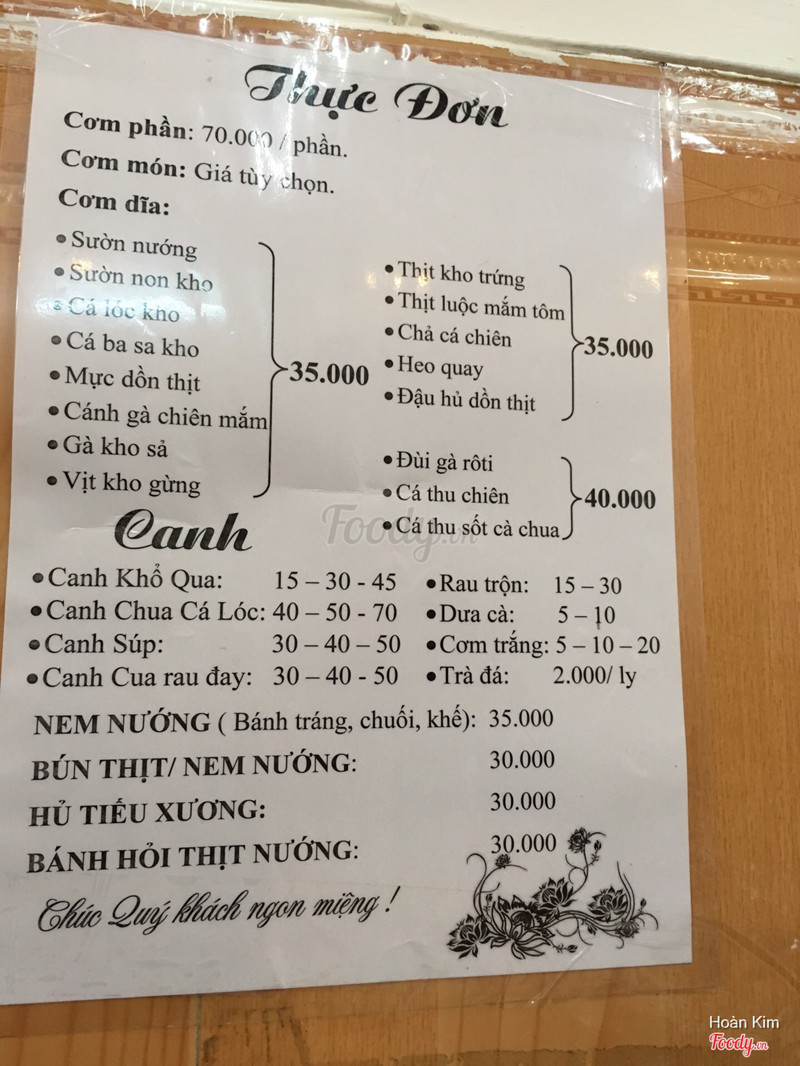 Thực Đơn
Cơm phần: 70.000 / phần.
Cơm món: Giá tùy chọn.
Cơm dĩa:
• Sườn nướng
• Sườn non kho
• Cá lóc kho
• Cá ba sa kho
• Mực dồn thịt
• Cánh gà chiên mắm
• Gà kho sả
• Vịt kho gừng
35.000
• Thịt kho trứng
• Thịt luộc mắm tôm
• Chả cá chiên
• Heo quay
• Đậu hủ dồn thịt
35.000
• Đùi gà rôti
• Cá thu chiên
• Cá thu sốt cà chua
40.000
Foody.vn
Canh
• Canh Khổ Qua: 15 – 30 - 45
• Canh Chua Cá Lóc: 40 – 50 - 70
• Canh Súp: 30 – 40 – 50
• Canh Cua rau đay: 30 – 40 - 50
• Rau trộn: 15 – 30
• Dưa cà: 5 – 10
• Cơm trắng: 5 – 10 – 20
• Trà đá: 2.000/ ly
NEM NƯỚNG ( Bánh tráng, chuối, khế): 35.000
BÚN THỊT/ NEM NƯỚNG: 30.000
HỦ TIẾU XƯƠNG: 30.000
BÁNH HỎI THỊT NƯỚNG: 30.000
Chúc Quý khách ngon miệng !
Hoàn Kim
Foody.vn